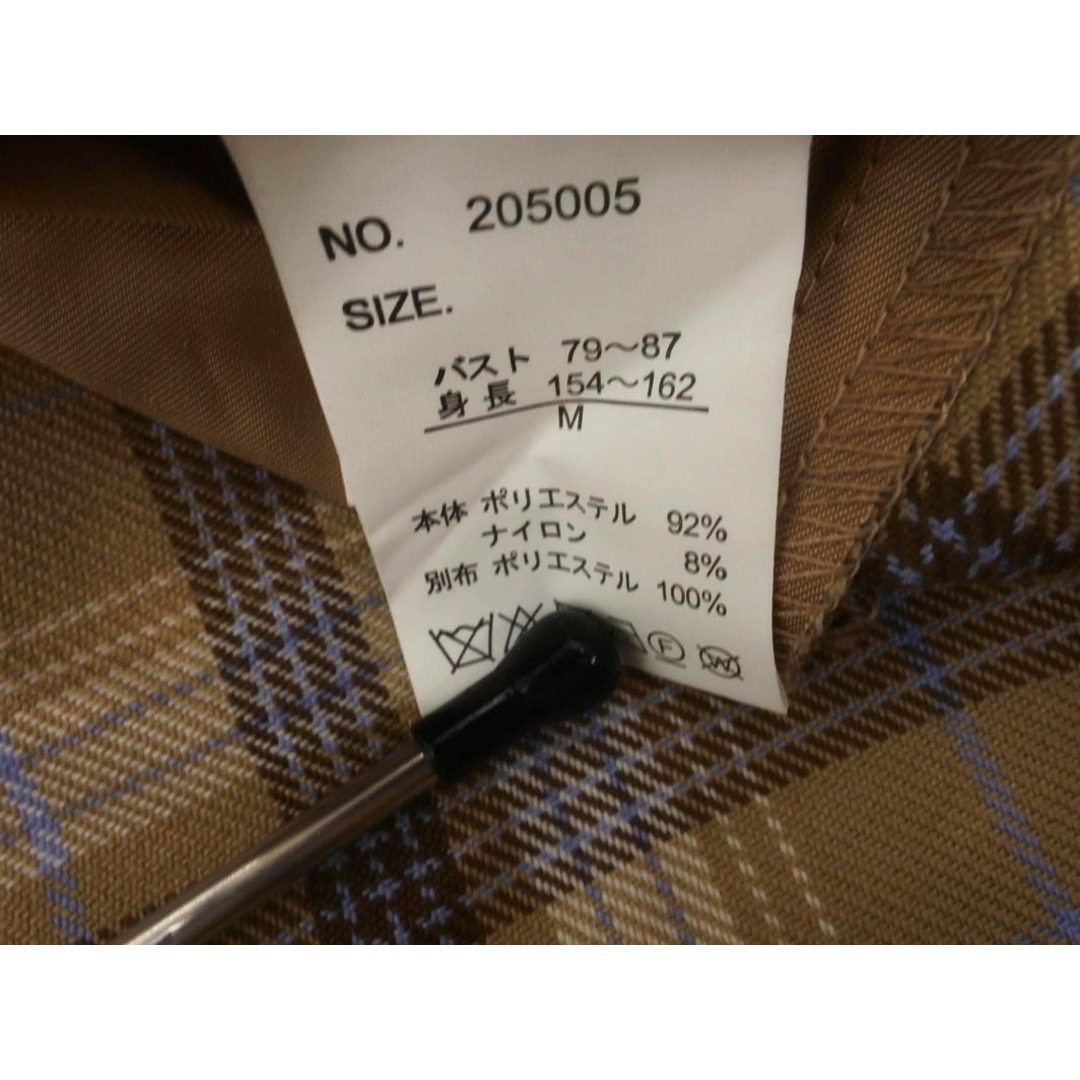 NO. 205005
SIZE.
バスト 79～87
身長 154～162
M
本体 ポリエステル 92%
ナイロン 8%
別布 ポリエステル 100%
F W